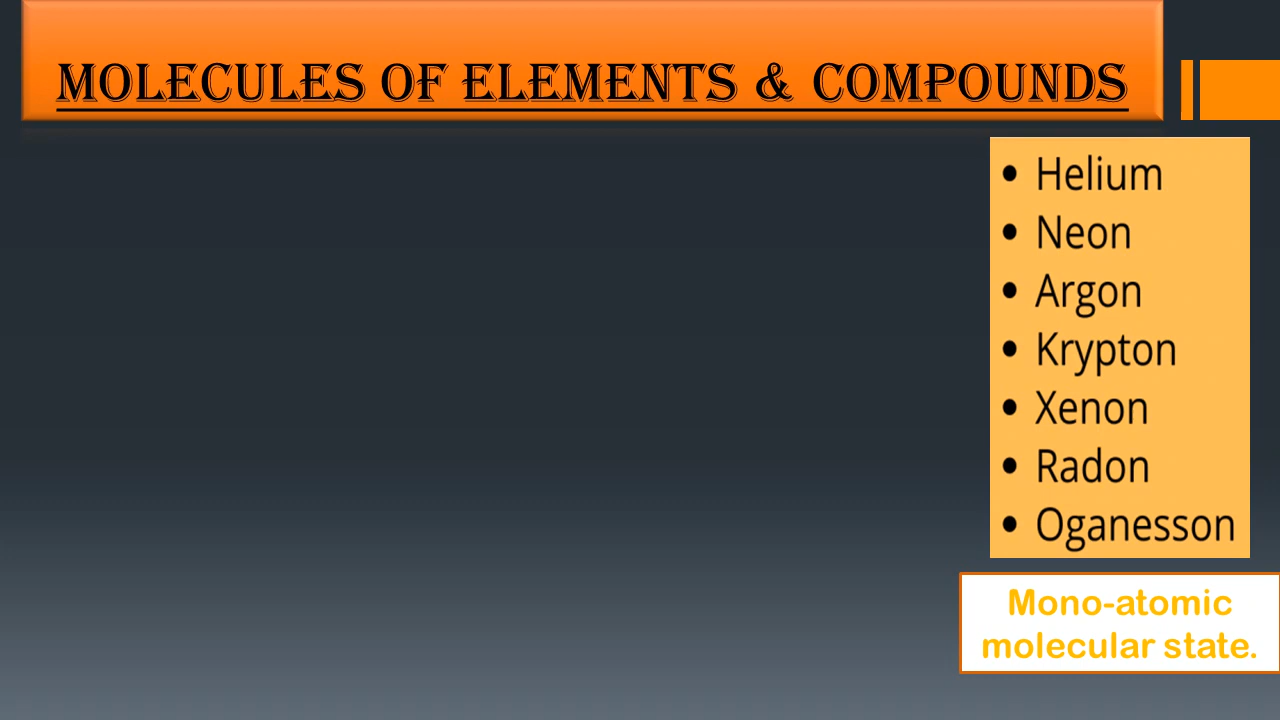 MOLECULES OF ELEMENTS & COMPOUNDS
• Helium
• Neon
• Argon
• Krypton
• Xenon
• Radon
• Oganesson
Mono-atomic
molecular state.